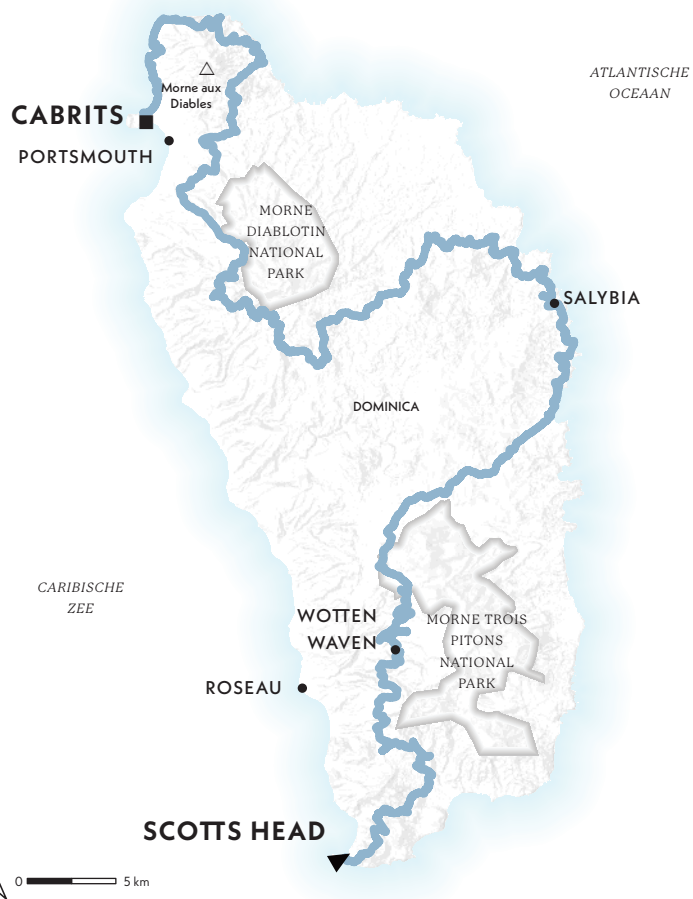 ATLANTISCHE
OCEAAN
Morne aux
Diables
CABRITS
PORTSMOUTH
MORNE
DIABLOTIN
NATIONAL
PARK
SALYBIA
DOMINICA
CARIBISCHE
ZEE
WOTTEN
WAVEN
MORNE TROIS
PITONS
NATIONAL
PARK
ROSEAU
SCOTTS HEAD
0 5 km